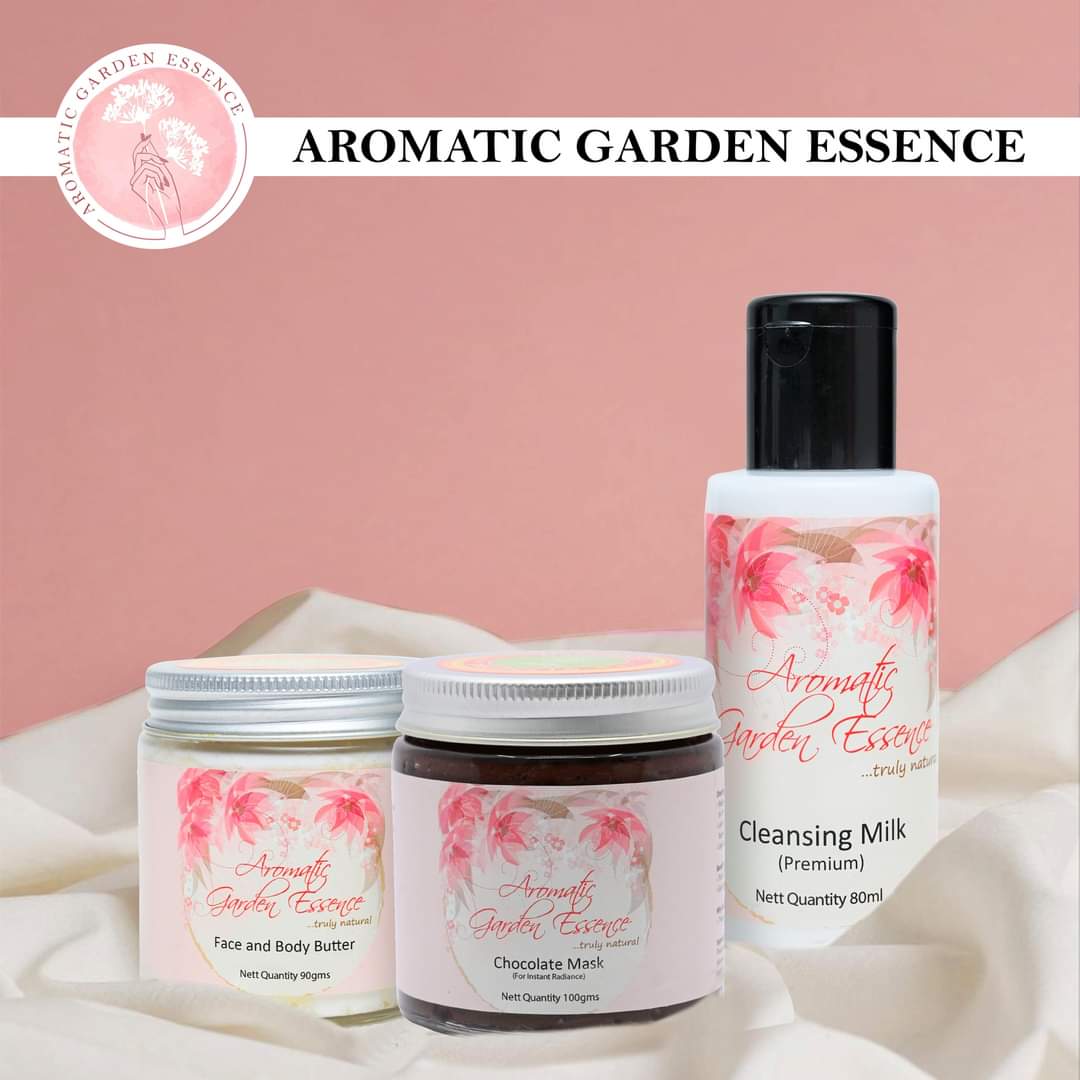 AROMATIC GARDEN ESSENCE
AROMATIC GARDEN ESSENCE
Aromatic
Garden Essence
...truly natural
Face and Body Butter
Nett Quantity 90gms
Aromatic
Garden Essence
...truly natural
Chocolate Mask
(For Instant Radiance)
Nett Quantity 100gms
Aromatic
Garden Essence
...truly natura
Cleansing Milk
(Premium)
Nett Quantity 80ml